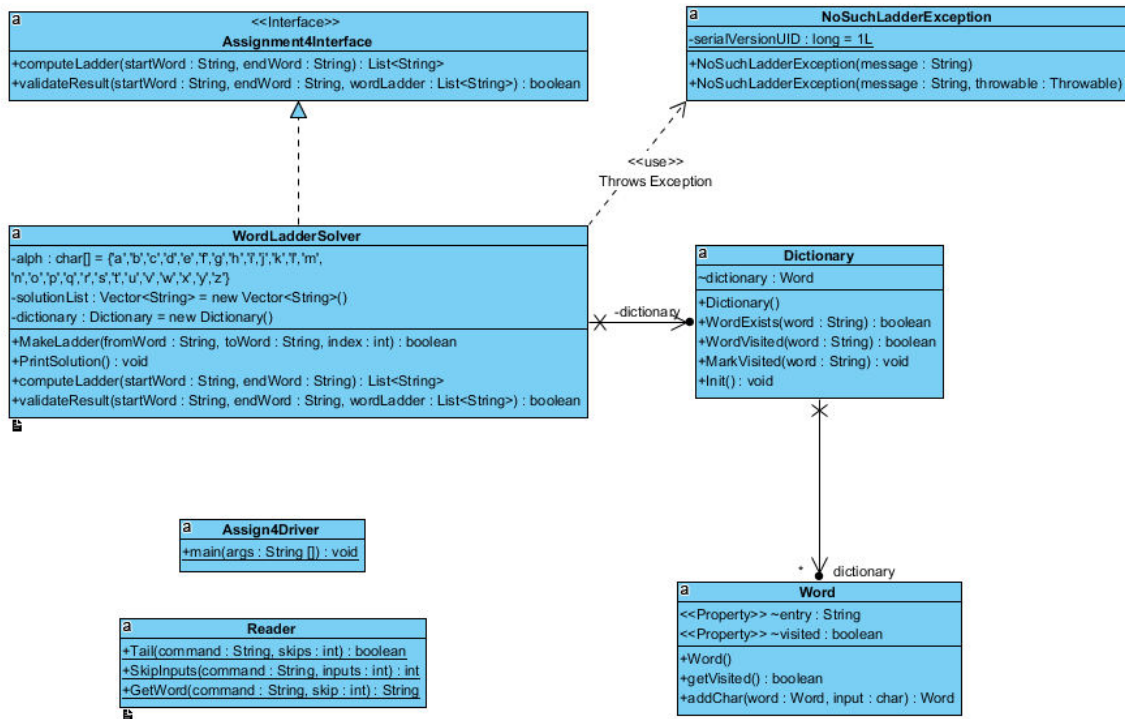 a
<<Interface>>
Assignment4Interface
+computeLadder(startWord : String, endWord : String) : List<String>
+validateResult(startWord : String, endWord : String, wordLadder : List<String>) : boolean
a
NoSuchLadderException
-serialVersionUID : long = 1L
+NoSuchLadderException(message : String)
+NoSuchLadderException(message : String, throwable : Throwable)
<<use>>
Throws Exception
a
WordLadderSolver
-alph : char[] = {'a','b','c','d','e','f','g','h','i','j','k','l','m',
'n','o','p','q','r','s','t','u','v','w','x','y','z'}
-solutionList : Vector<String> = new Vector<String>()
-dictionary : Dictionary = new Dictionary()
+MakeLadder(fromWord : String, toWord : String, index : int) : boolean
+PrintSolution() : void
+computeLadder(startWord : String, endWord : String) : List<String>
+validateResult(startWord : String, endWord : String, wordLadder : List<String>) : boolean
-dictionary
a
Dictionary
~dictionary : Word
+Dictionary()
+WordExists(word : String) : boolean
+WordVisited(word : String) : boolean
+MarkVisited(word : String) : void
+Init() : void
a
Assign4Driver
+main(args : String []) : void
* dictionary
a
Word
<<Property>> ~entry : String
<<Property>> ~visited : boolean
+Word()
+getVisited() : boolean
+addChar(word : Word, input : char) : Word
a
Reader
+Tail(command : String, skips : int) : boolean
+SkipInputs(command : String, inputs : int) : int
+GetWord(command : String, skip : int) : String